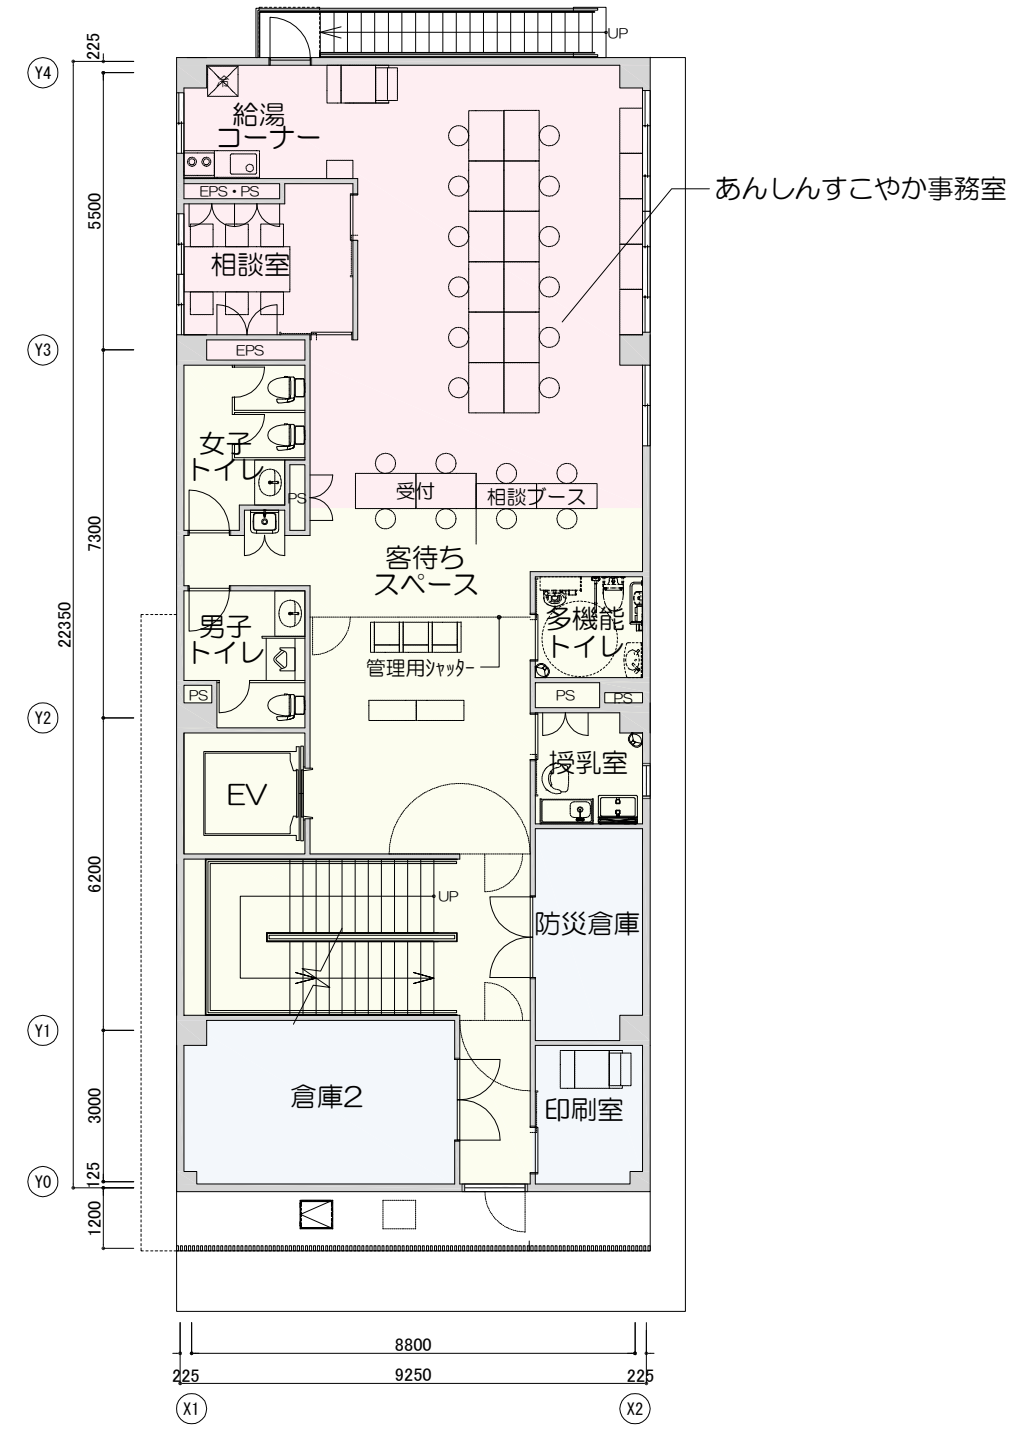 UP
225
Y4
冷
給湯
コーナー
EPS・PS
あんしんすこやか事務室
5500
相談室
Y3
EPS
女子
トイレ
PS
受付
相談ブース
7300
客待ち
スペース
22350
男子
トイレ
多機能
トイレ
管理用シャッター
PS
PS
PS
Y2
授乳室
EV
6200
UP
防災倉庫
Y1
倉庫2
3000
印刷室
125
Y0
1200
8800
225
9250
225
X1
X2